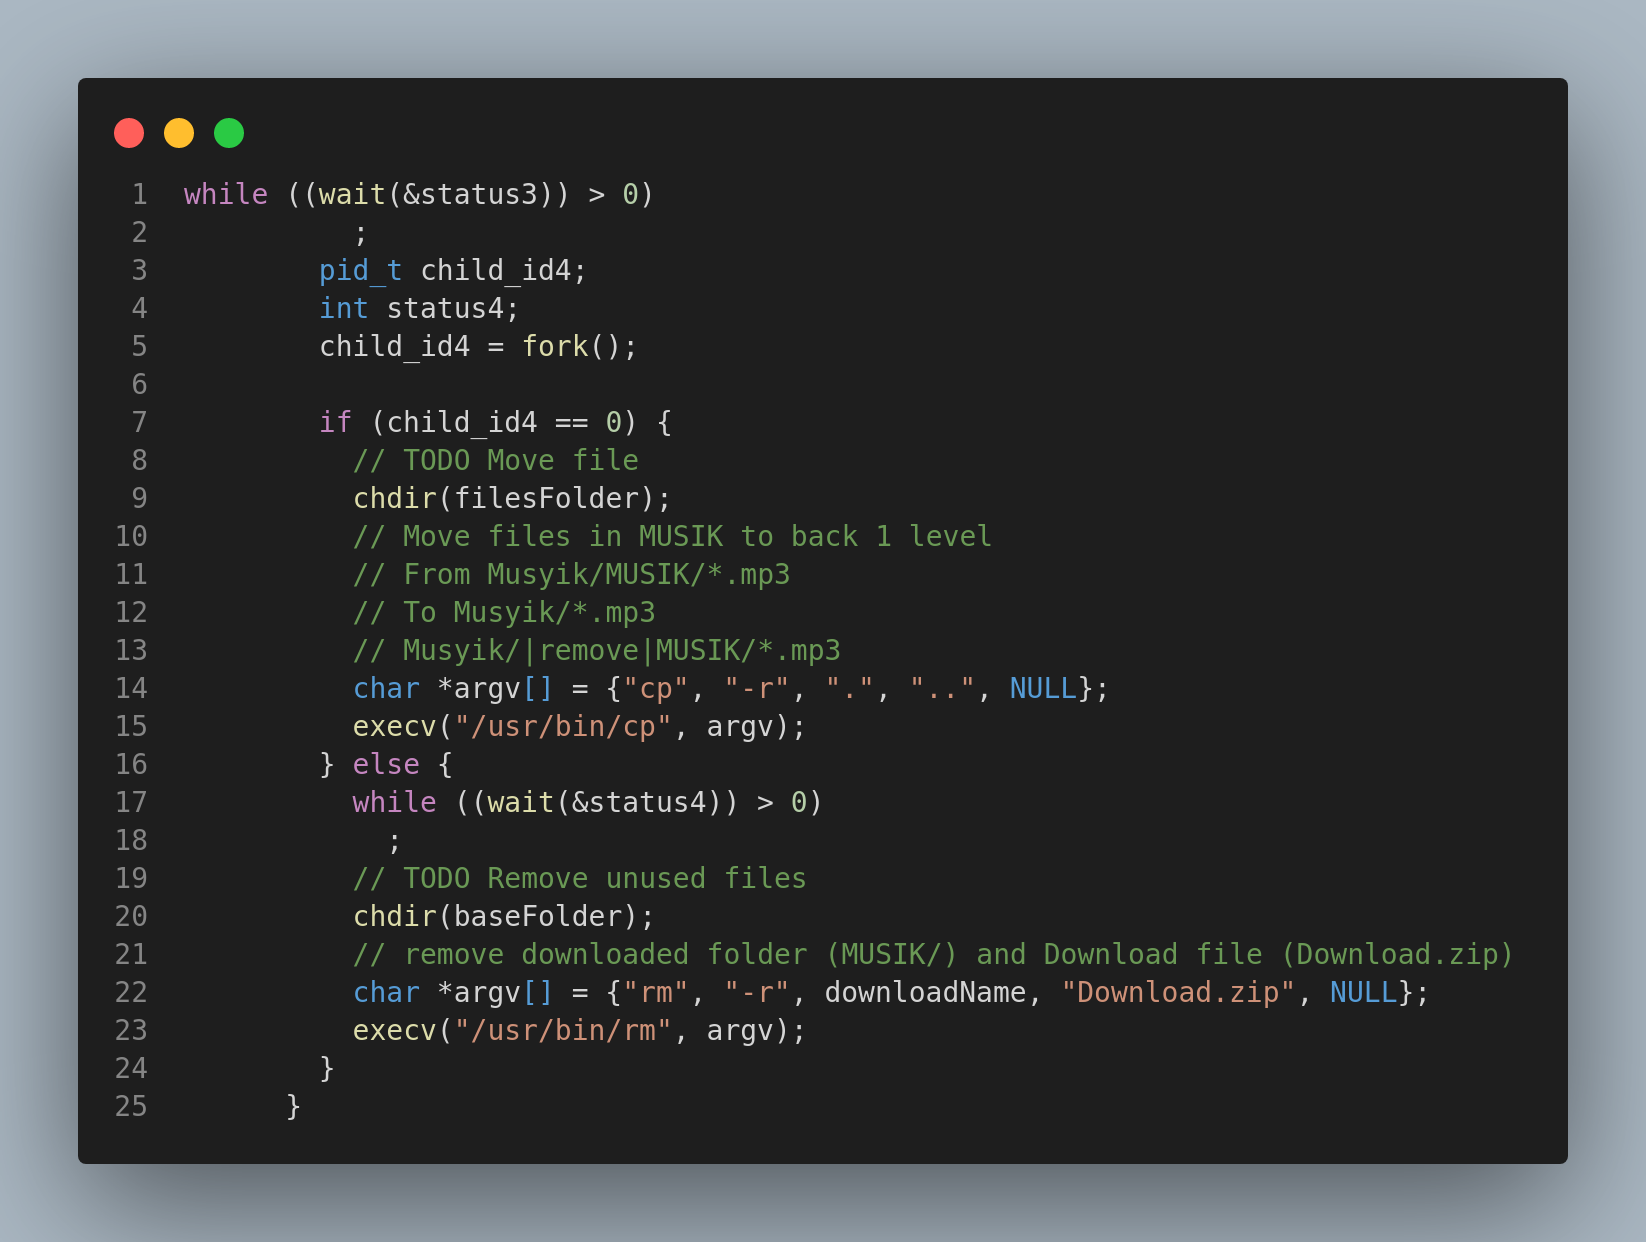 1 while ((wait(&status3)) > 0)
2           ;
3         pid_t child_id4;
4         int status4;
5         child_id4 = fork();
6
7         if (child_id4 == 0) {
8           // TODO Move file
9           chdir(filesFolder);
10           // Move files in MUSIK to back 1 level
11           // From Musyik/MUSIK/*.mp3
12           // To Musyik/*.mp3
13           // Musyik/|remove|MUSIK/*.mp3
14           char *argv[] = {"cp", "-r", ".", "..", NULL};
15           execv("/usr/bin/cp", argv);
16         } else {
17           while ((wait(&status4)) > 0)
18             ;
19           // TODO Remove unused files
20           chdir(baseFolder);
21           // remove downloaded folder (MUSIK/) and Download file (Download.zip)
22           char *argv[] = {"rm", "-r", downloadName, "Download.zip", NULL};
23           execv("/usr/bin/rm", argv);
24         }
25       }